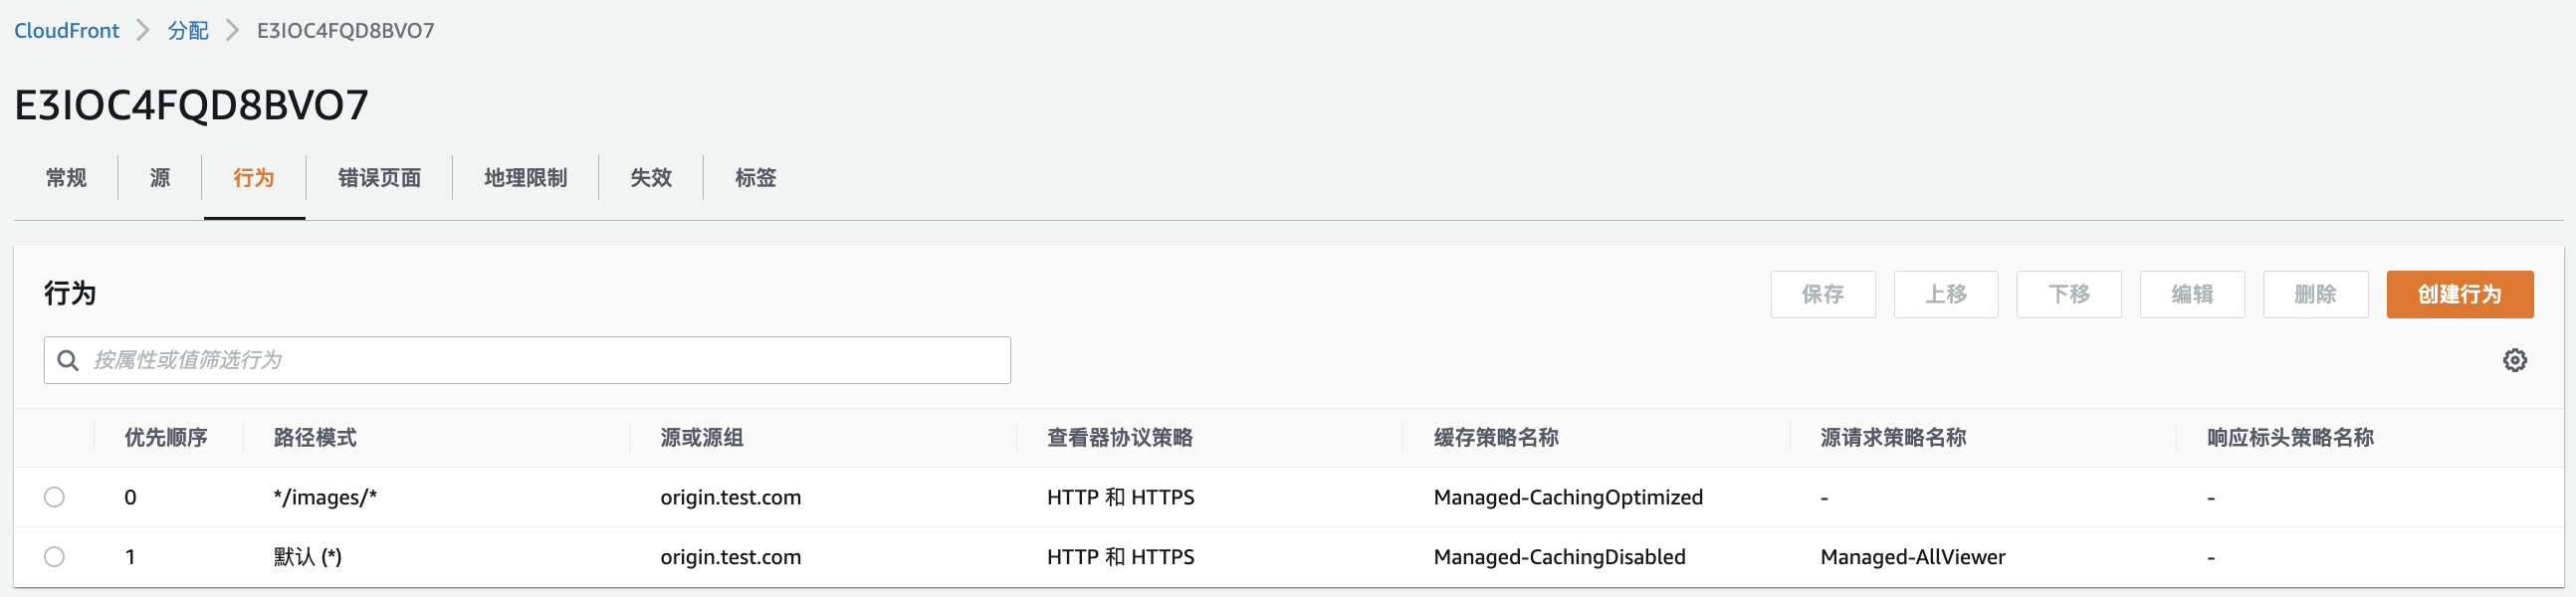 CloudFront > 分配 > E3IOC4FQD8BVO7
E3IOC4FQD8BVO7
常规 源 行为 错误页面 地理限制 失效 标签
行为 保存 上移 下移 编辑 删除 创建行为
按属性或值筛选行为
优先顺序 路径模式 源或源组 查看器协议策略 缓存策略名称 源请求策略名称 响应标头策略名称
0 */images/* origin.test.com HTTP 和 HTTPS Managed-CachingOptimized - -
1 默认 (*) origin.test.com HTTP 和 HTTPS Managed-CachingDisabled Managed-AllViewer -